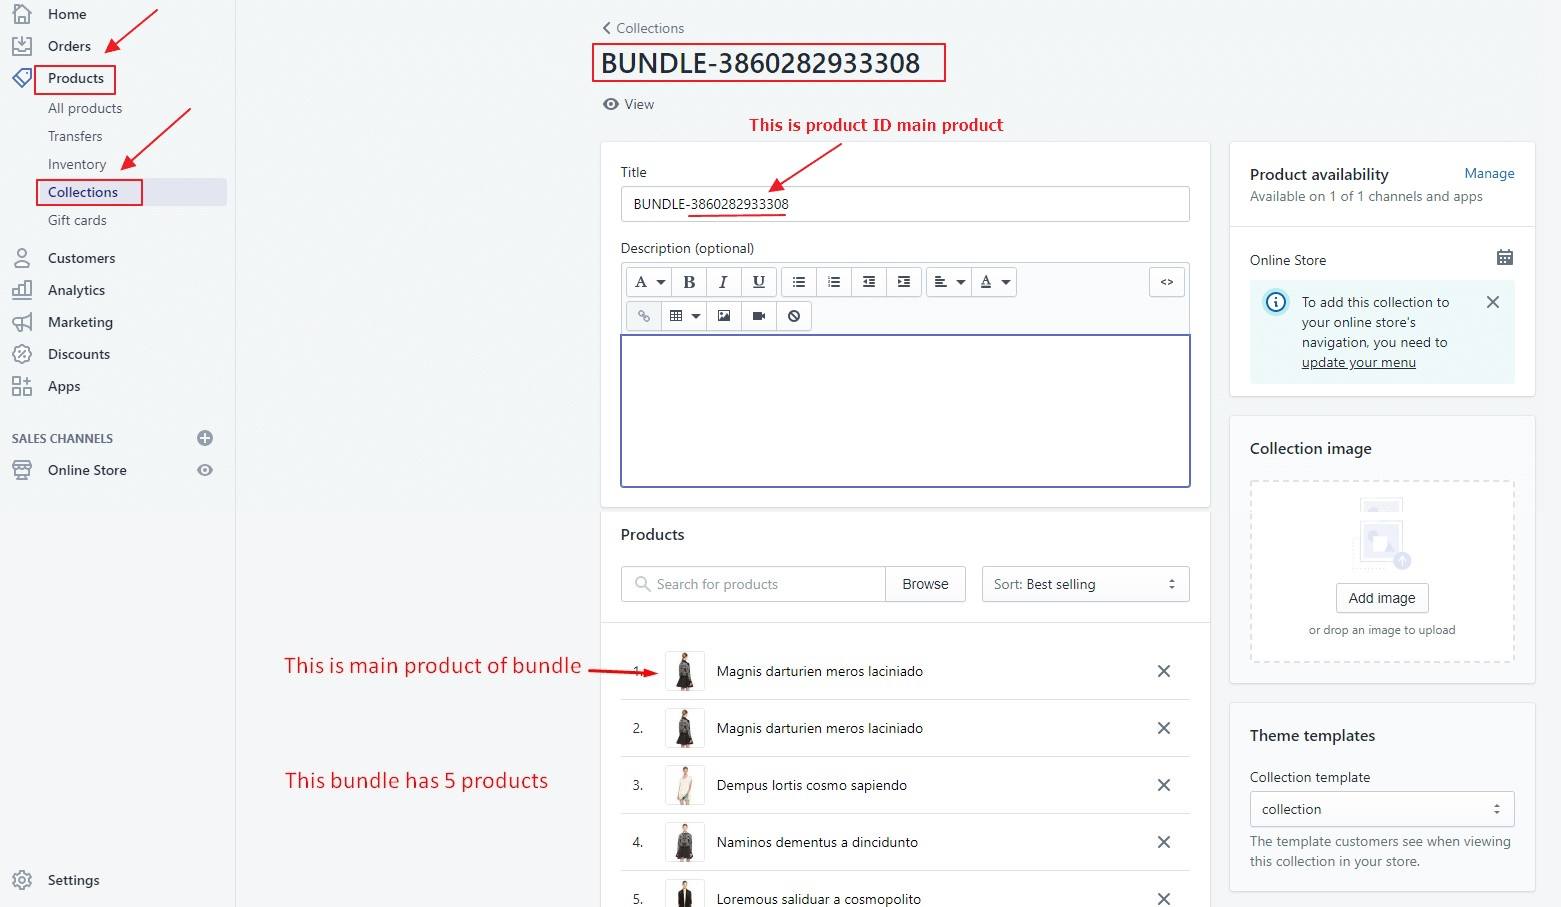 Home
Orders
Products
All products
Transfers
Inventory
Collections
Gift cards
Customers
Analytics
Marketing
Discounts
Apps
SALES CHANNELS
Online Store
Settings
Collections
BUNDLE-3860282933308
View
This is product ID main product
Title
BUNDLE-3860282933308
Description (optional)
A B I U A <>
Products
Search for products
Browse
Sort: Best selling
This is main product of bundle
1. Magnis darturien meros laciniado
2. Magnis darturien meros laciniado
This bundle has 5 products
3. Dempus lortis cosmo sapiendo
4. Naminos dementus a dincidunto
5. Loremous saliduar a cosmopolito
Product availability
Manage
Available on 1 of 1 channels and apps
Online Store
To add this collection to
your online store's
navigation, you need to
update your menu
Collection image
Add image
or drop an image to upload
Theme templates
Collection template
collection
The template customers see when viewing
this collection in your store.